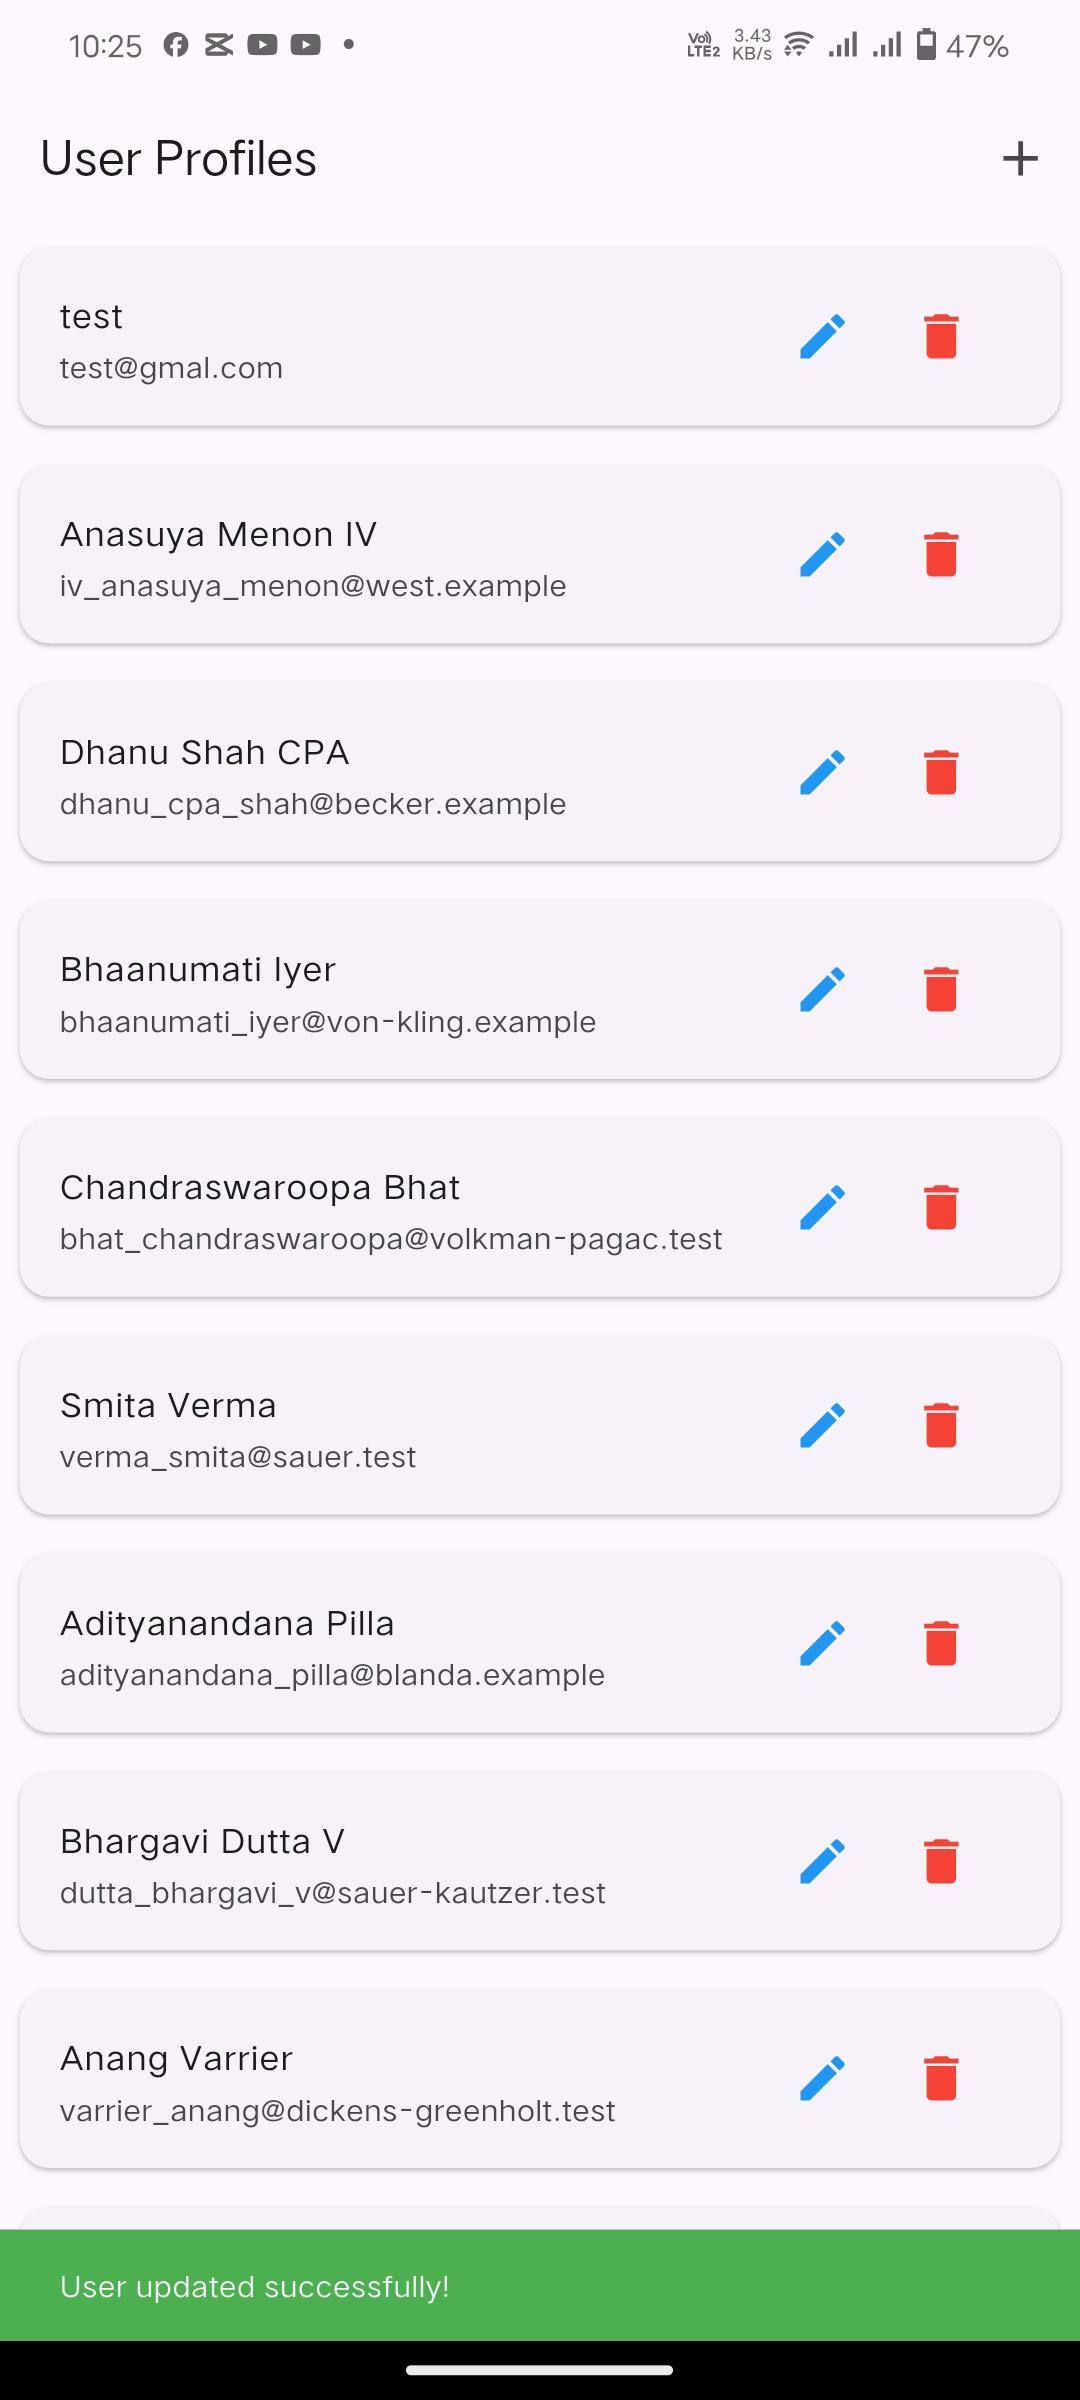 10:25
Vo))
LTE2
3.43
KB/s
47%
User Profiles
test
test@gmal.com
Anasuya Menon IV
iv_anasuya_menon@west.example
Dhanu Shah CPA
dhanu_cpa_shah@becker.example
Bhaanumati Iyer
bhaanumati_iyer@von-kling.example
Chandraswaroopa Bhat
bhat_chandraswaroopa@volkman-pagac.test
Smita Verma
verma_smita@sauer.test
Adityanandana Pilla
adityanandana_pilla@blanda.example
Bhargavi Dutta V
dutta_bhargavi_v@sauer-kautzer.test
Anang Varrier
varrier_anang@dickens-greenholt.test
User updated successfully!